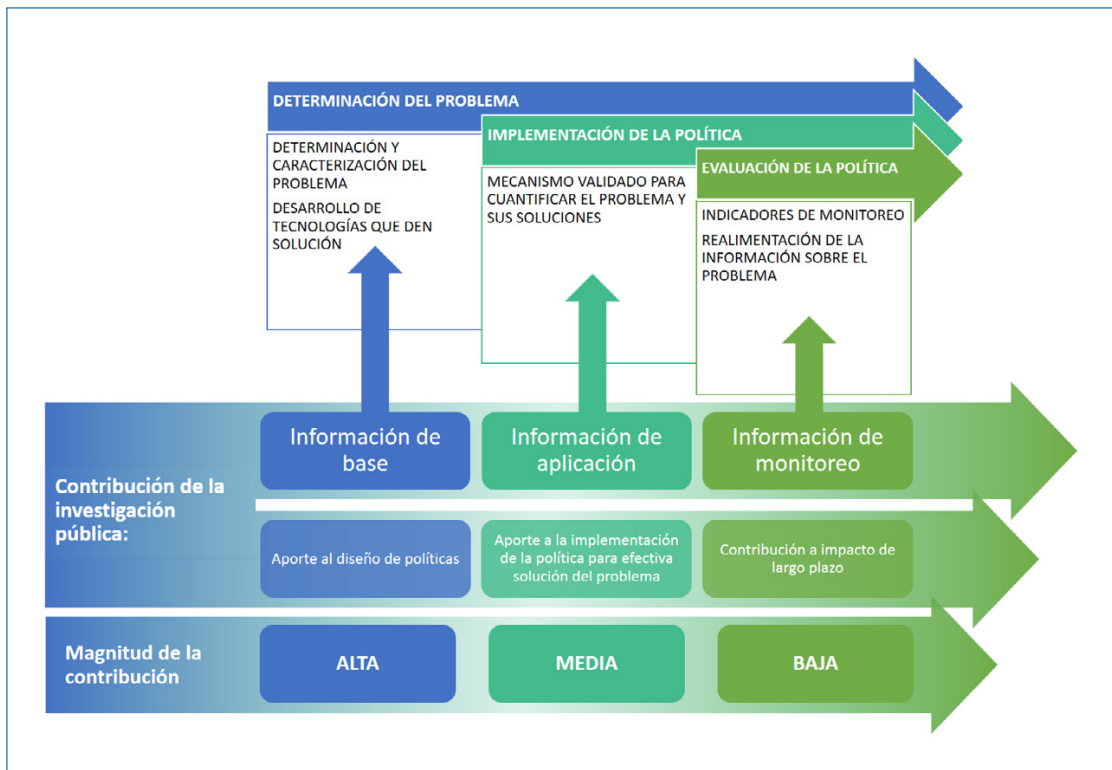 DETERMINACIÓN DEL PROBLEMA
DETERMINACIÓN Y
CARACTERIZACIÓN DEL
PROBLEMA
DESARROLLO DE
TECNOLOGÍAS QUE DEN
SOLUCIÓN
IMPLEMENTACIÓN DE LA POLÍTICA
MECANISMO VALIDADO PARA
CUANTIFICAR EL PROBLEMA Y
SUS SOLUCIONES
EVALUACIÓN DE LA POLÍTICA
INDICADORES DE MONITOREO
REALIMENTACIÓN DE LA
INFORMACIÓN SOBRE EL
PROBLEMA
Contribución de la
investigación
pública:
Información de
base
Información de
aplicación
Información de
monitoreo
Aporte al diseño de políticas
Aporte a la implementación
de la política para efectiva
solución del problema
Contribución a impacto de
largo plazo
Magnitud de la
contribución
ALTA
MEDIA
BAJA